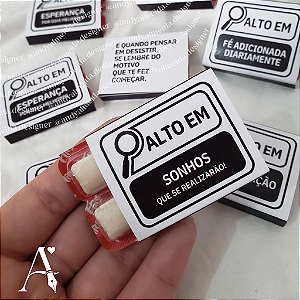 ALTO EM
ESPERANÇA
E QUANDO PENSAR
EM DESISTIR,
SE LEMBRE DO
MOTIVO
QUE TE FEZ
COMEÇAR.
ALTO EM
FÉ ADICIONADA
DIARIAMENTE
ALTO EM
ESPERANÇA
ALTO EM
SONHOS
QUE SE REALIZARÃO!
A